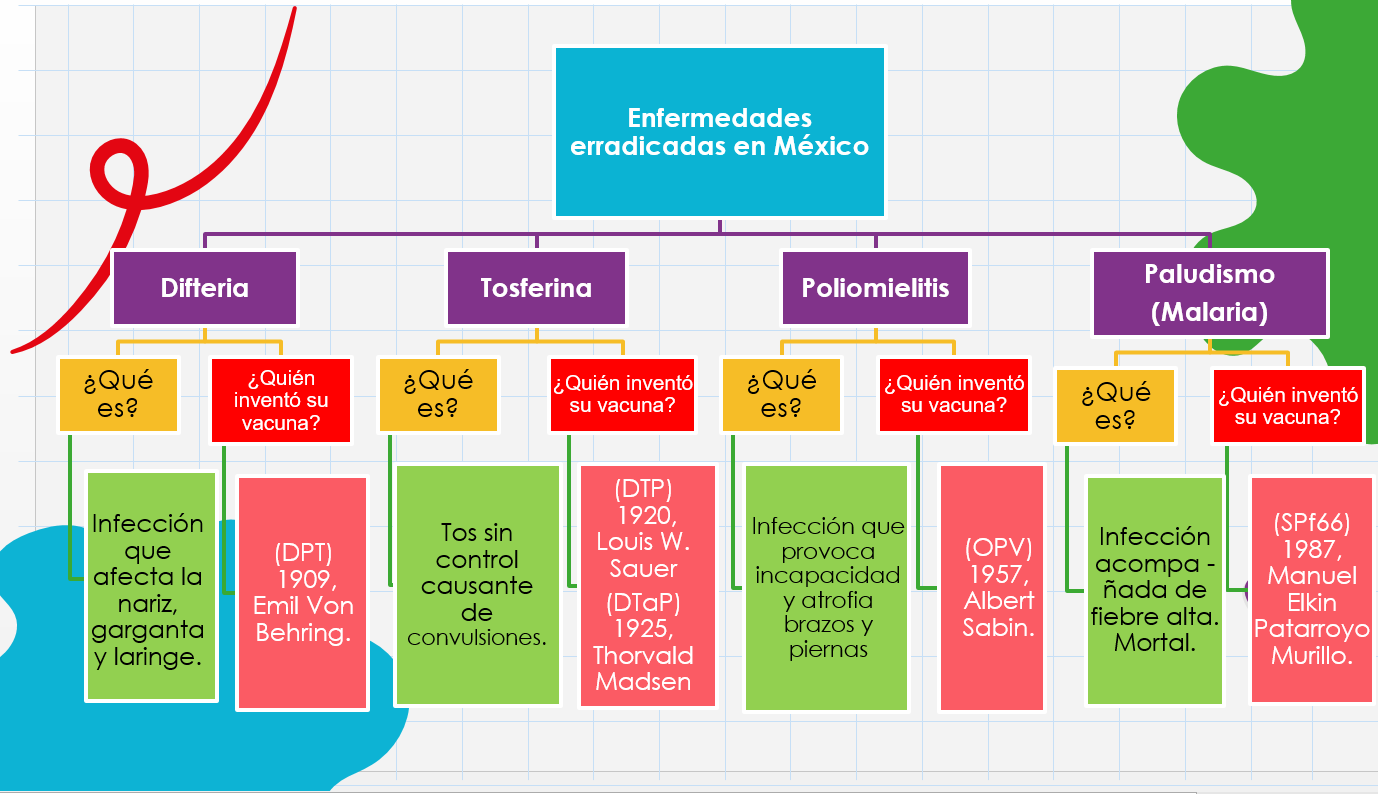 Enfermedades
erradicadas en México
Difteria
Tosferina
Poliomielitis
Paludismo
(Malaria)
¿Qué
es?
¿Quién
inventó su
vacuna?
¿Qué
es?
¿Quién inventó
su vacuna?
¿Qué
es?
¿Quién inventó
su vacuna?
¿Qué
es?
¿Quién inventó
su vacuna?
Infección
que
afecta la
nariz,
garganta
y laringe.
(DPT)
1909,
Emil Von
Behring.
Tos sin
control
causante
de
convulsiones.
(DTP)
1920,
Louis W.
Sauer
(DTaP)
1925,
Thorvald
Madsen
Infección que
provoca
incapacidad
y atrofia
brazos y
piernas
(OPV)
1957,
Albert
Sabin.
Infección
acompa -
ñada de
fiebre alta.
Mortal.
(SPf66)
1987,
Manuel
Elkin
Patarroyo
Murillo.